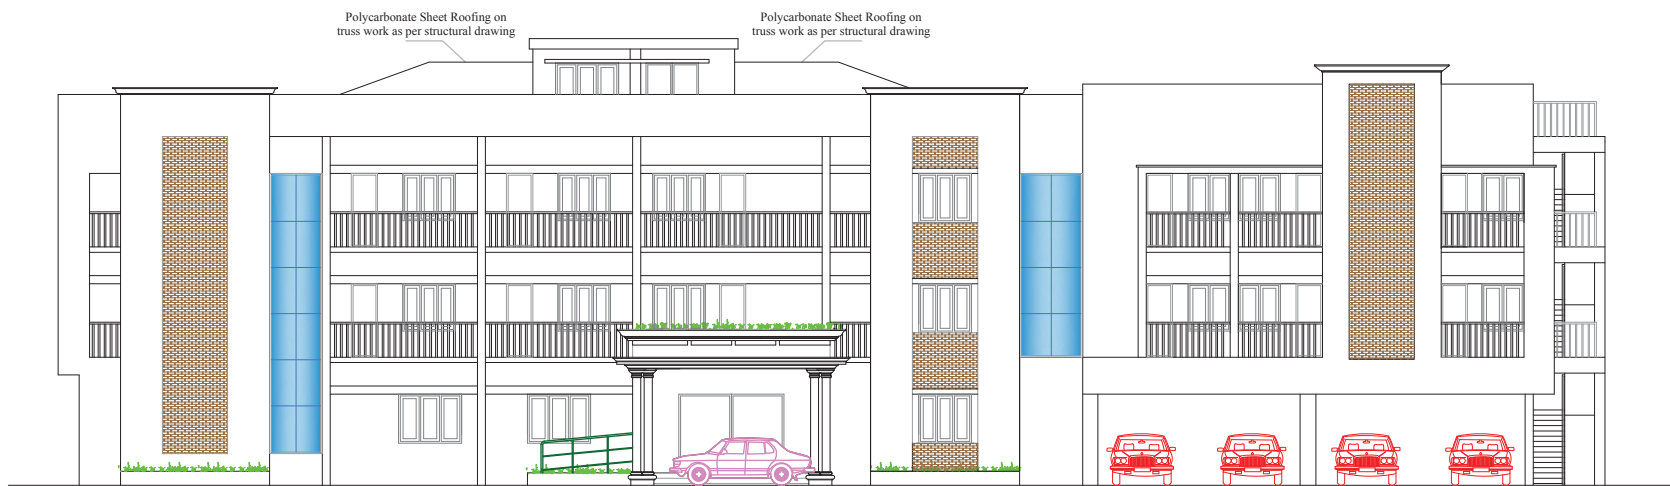 Polycarbonate Sheet Roofing on
truss work as per structural drawing
Polycarbonate Sheet Roofing on
truss work as per structural drawing